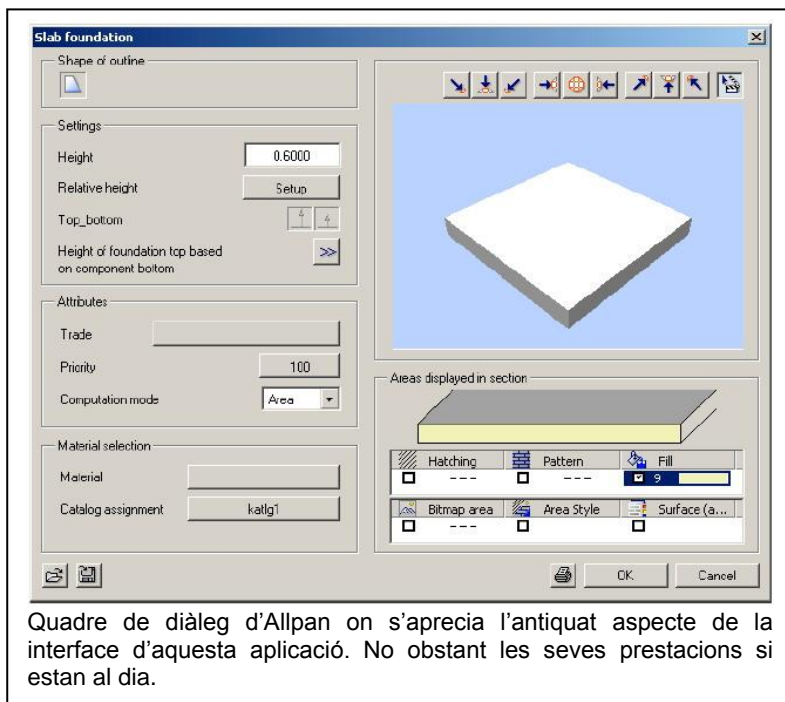 Slab foundation
Shape of outline
Settings
Height 0.6000
Relative height Setup
Top_bottom
Height of foundation top based
on component bottom >>
Attributes
Trade
Priority 100
Computation mode Area
Material selection
Material
Catalog assignment katlg1
Areas displayed in section
Hatching Pattern Fill
--- --- 9
Bitmap area Area Style Surface (a...
---
OK Cancel
Quadre de diàleg d'Allpan on s'aprecia l'antiquat aspecte de la
interface d'aquesta aplicació. No obstant les seves prestacions si
estan al dia.